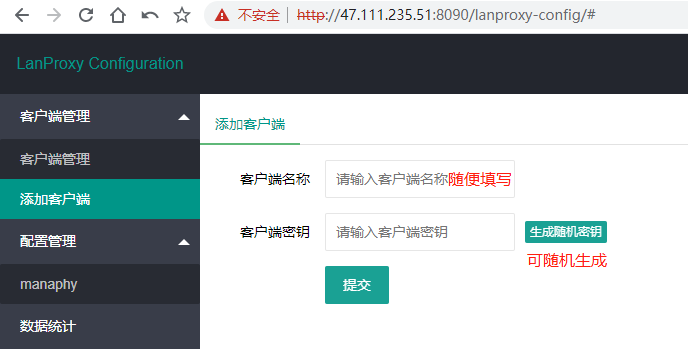 不安全 http://47.111.235.51:8090/lanproxy-config/#
LanProxy Configuration
客户端管理
客户端管理
添加客户端
配置管理
manaphy
数据统计
添加客户端
客户端名称 请输入客户端名称随便填写
客户端密钥 请输入客户端密钥 生成随机密钥
可随机生成
提交